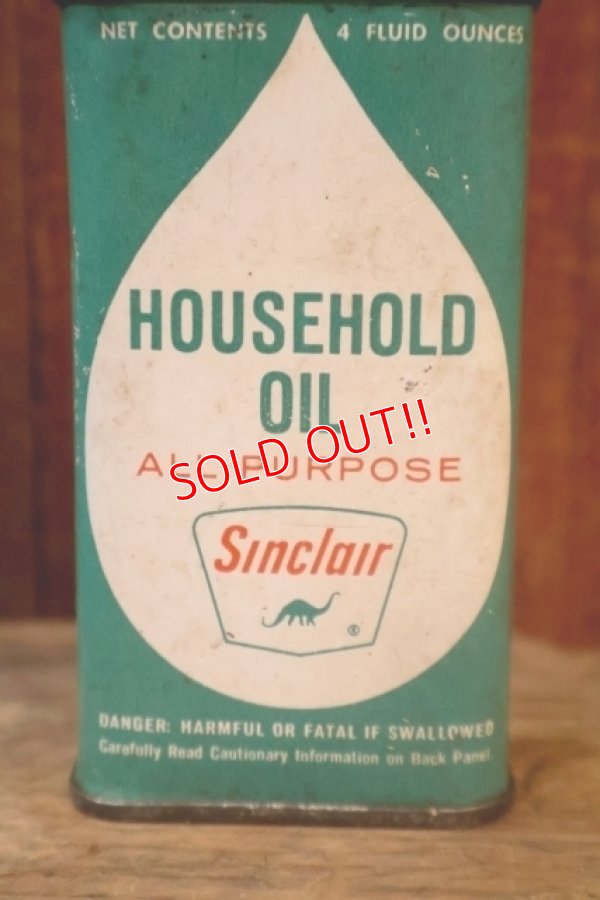 NET CONTENTS 4 FLUID OUNCES
HOUSEHOLD
OIL
SOLD OUT!!
ALL PURPOSE
Sinclair
®
DANGER: HARMFUL OR FATAL IF SWALLOWED
Carefully Read Cautionary Information on Back Panel.